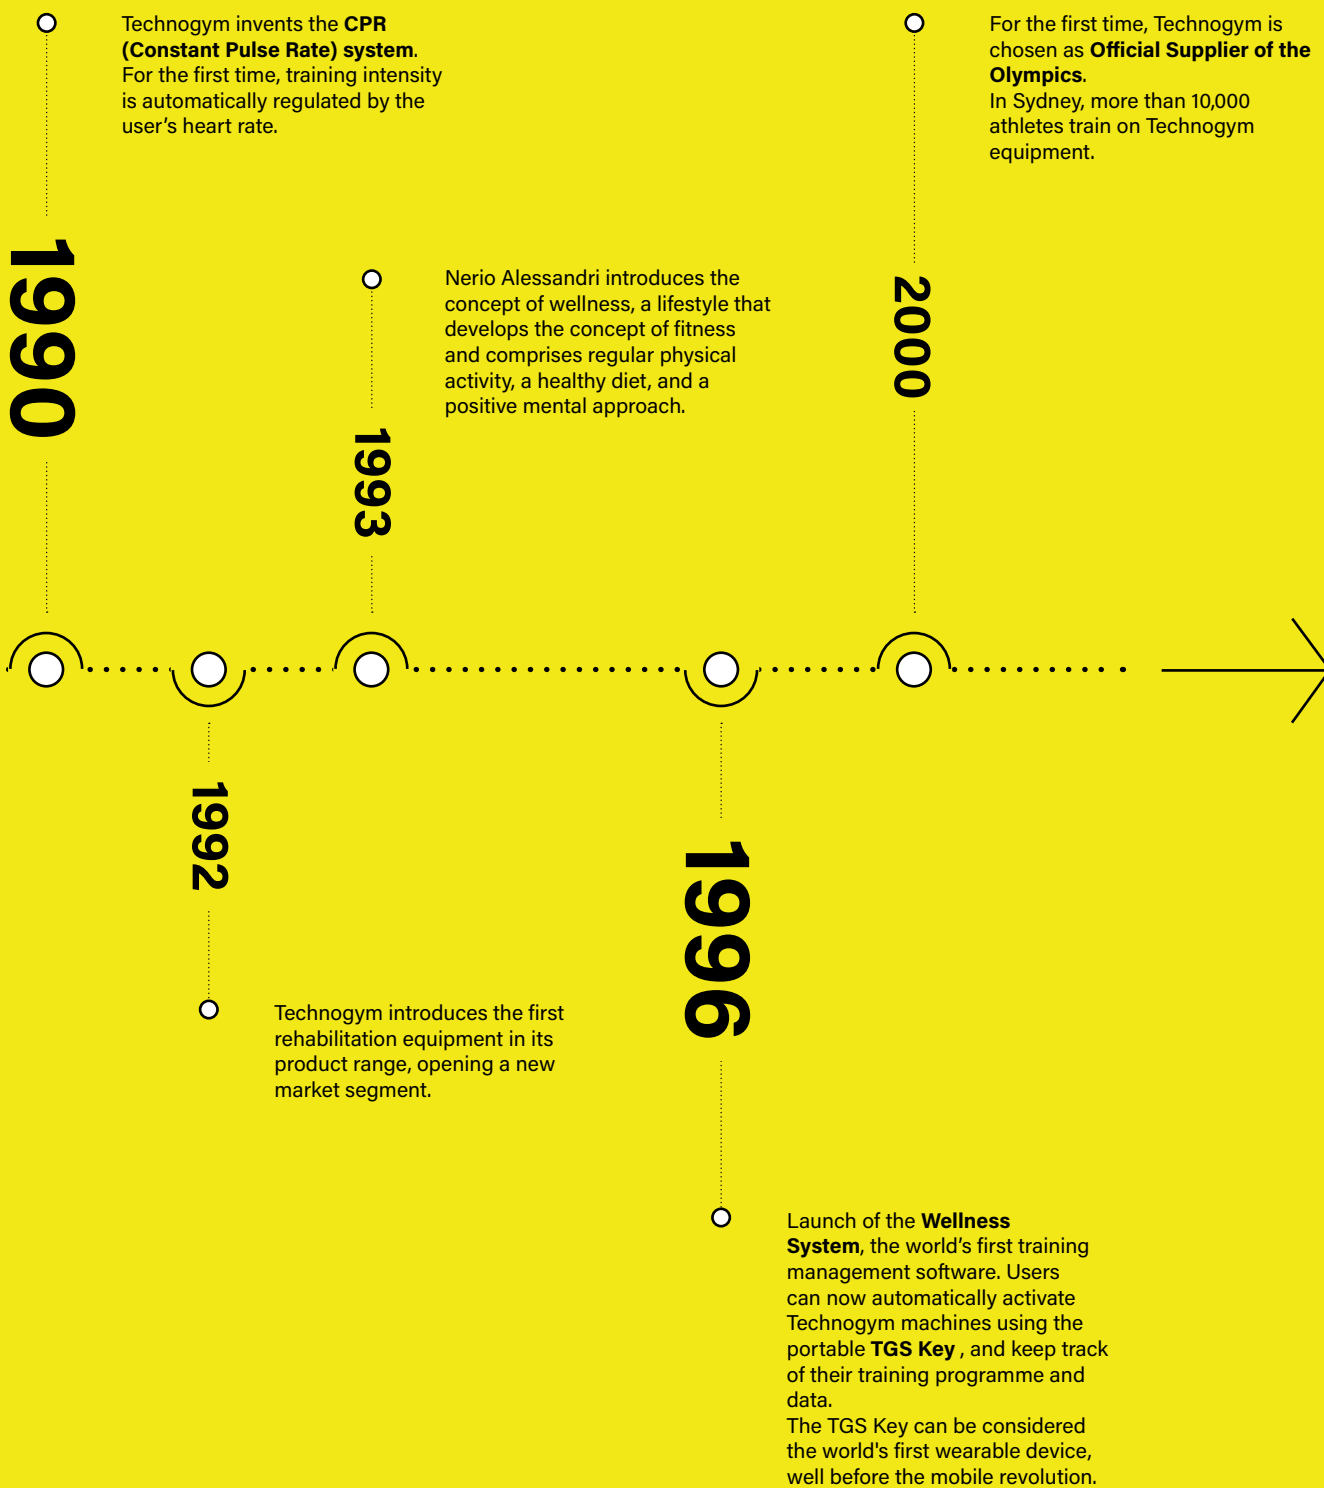 Technogym invents the CPR
(Constant Pulse Rate) system.
For the first time, training intensity
is automatically regulated by the
user's heart rate.
1990
Technogym introduces the first
rehabilitation equipment in its
product range, opening a new
market segment.
1992
Nerio Alessandri introduces the
concept of wellness, a lifestyle that
develops the concept of fitness
and comprises regular physical
activity, a healthy diet, and a
positive mental approach.
1993
1996
Launch of the Wellness
System, the world's first training
management software. Users
can now automatically activate
Technogym machines using the
portable TGS Key , and keep track
of their training programme and
data.
The TGS Key can be considered
the world's first wearable device,
well before the mobile revolution.
For the first time, Technogym is
chosen as Official Supplier of the
Olympics.
In Sydney, more than 10,000
athletes train on Technogym
equipment.
2000